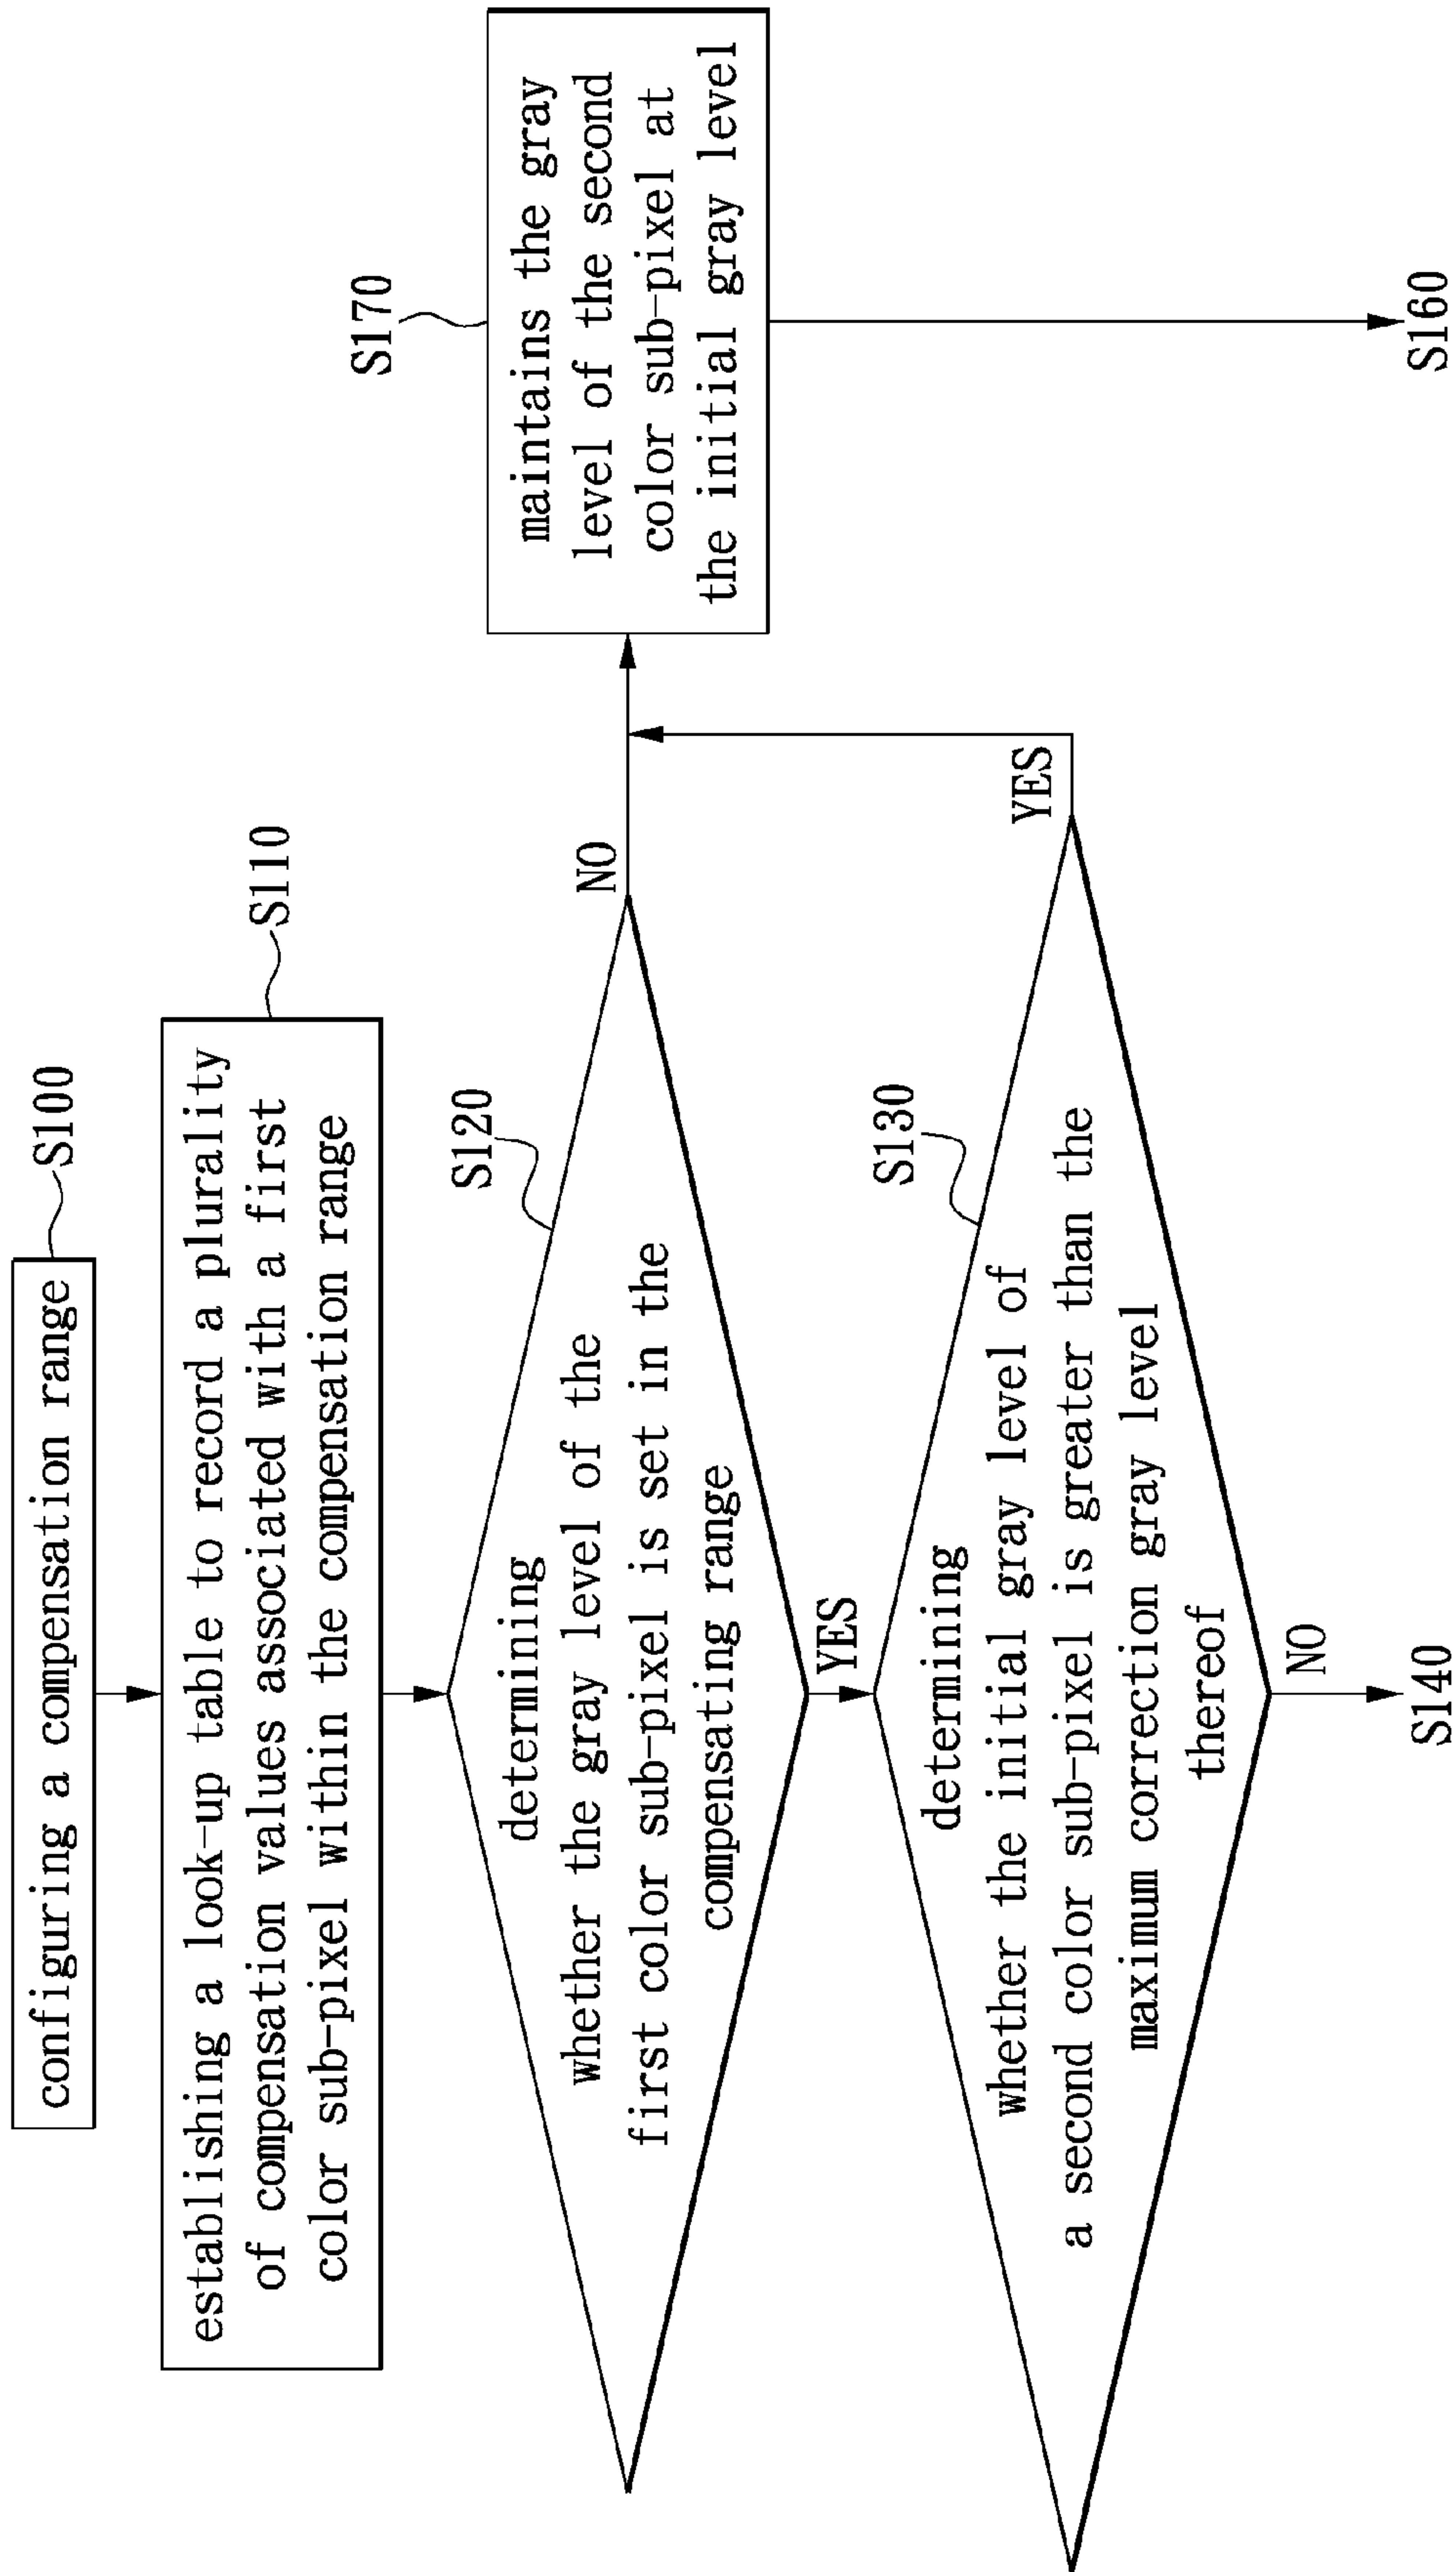 configuring a compensation range
S100
establishing a look-up table to record a plurality
of compensation values associated with a first
color sub-pixel within the compensation range
S110
determining
whether the gray level of the
first color sub-pixel is set in the
compensating range
S120
NO
YES
maintains the gray
level of the second
color sub-pixel at
the initial gray level
S170
determining
whether the initial gray level of
a second color sub-pixel is greater than the
maximum correction gray level
thereof
S130
YES
NO
S140
S160